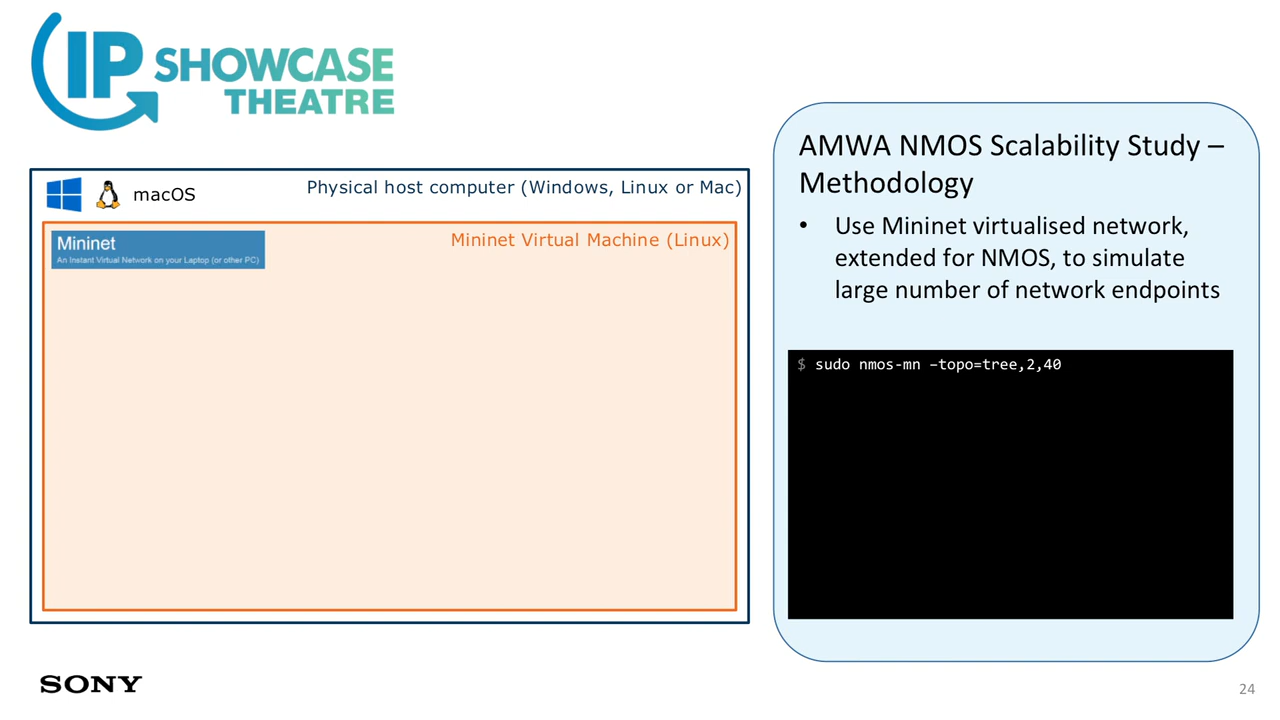 IP SHOWCASE
THEATRE
macOS
Physical host computer (Windows, Linux or Mac)
Mininet
An Instant Virtual Network on your Laptop (or other PC)
Mininet Virtual Machine (Linux)
AMWA NMOS Scalability Study –
Methodology
• Use Mininet virtualised network,
extended for NMOS, to simulate
large number of network endpoints
$ sudo nmos-mn –topo=tree,2,40
SONY
24